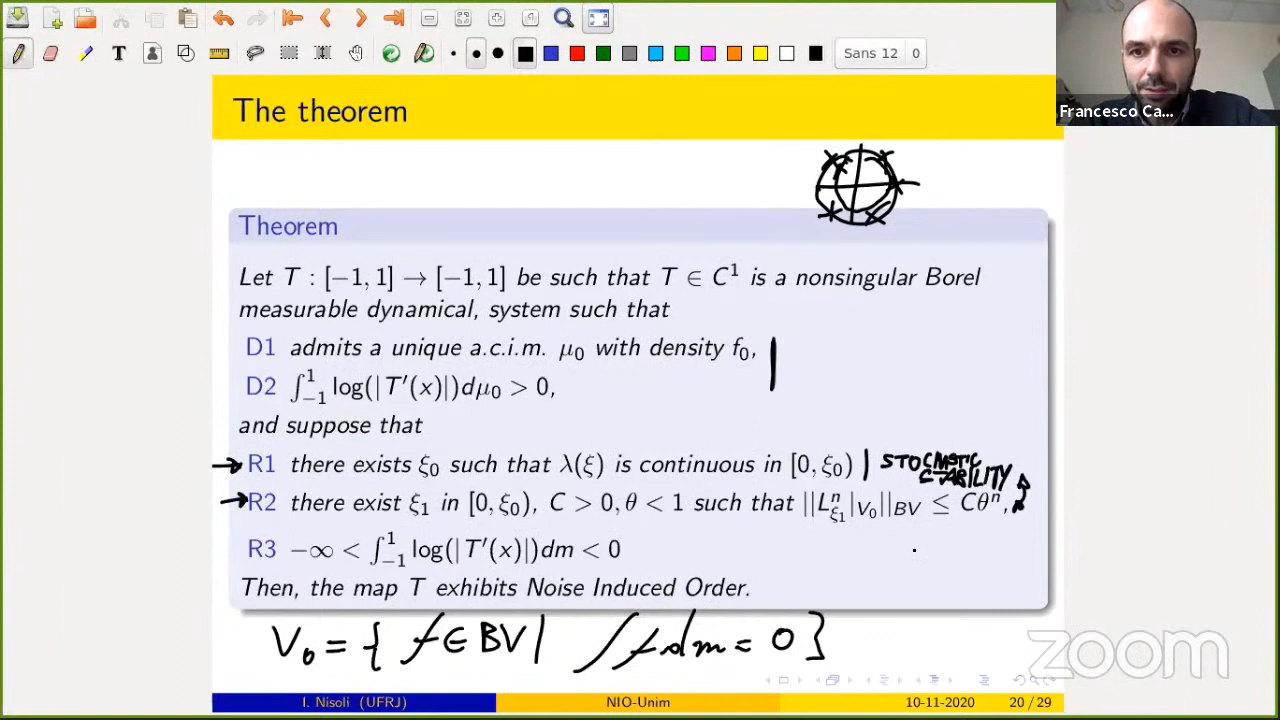 Sans 12 0
Francesco Ca...
The theorem
Theorem
Let T : [−1, 1] → [−1, 1] be such that T ∈ C¹ is a nonsingular Borel
measurable dynamical, system such that
D1 admits a unique a.c.i.m. μ₀ with density f₀,
D2 ∫₋₁¹ log(|T′(x)|)dμ₀ > 0,
and suppose that
R1 there exists ξ₀ such that λ(ξ) is continuous in [0, ξ₀) STOCHASTIC
STABILITY
R2 there exist ξ₁ in [0, ξ₀), C > 0, θ < 1 such that ||Lⁿ_ξ₁|_V₀||_BV ≤ Cθⁿ,
R3 −∞ < ∫₋₁¹ log(|T′(x)|)dm < 0
Then, the map T exhibits Noise Induced Order.
V₀ = { f ∈ BV | ∫ f dm = 0 }
zoom
I. Nisoli (UFRJ) NIO-Unim 10-11-2020 20 / 29